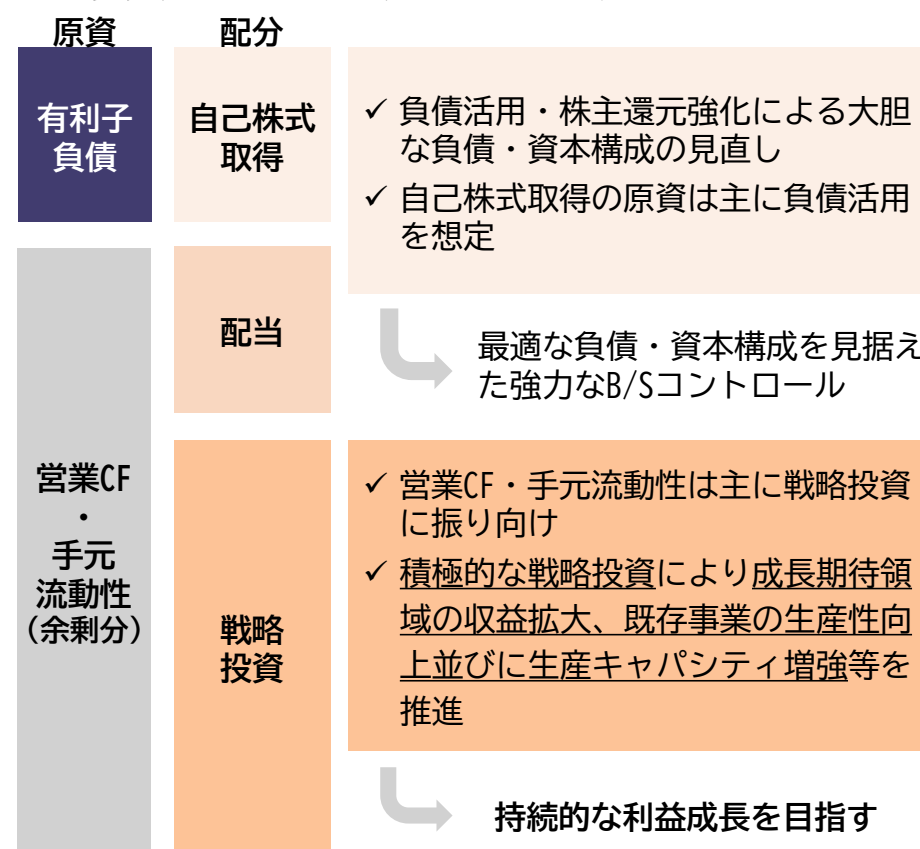 原資
配分
有利子
負債
自己株式
取得
✓ 負債活用・株主還元強化による大胆
な負債・資本構成の見直し
✓ 自己株式取得の原資は主に負債活用
を想定
配当
最適な負債・資本構成を見据え
た強力なB/Sコントロール
営業CF
・
手元
流動性
(余剰分)
戦略
投資
✓ 営業CF・手元流動性は主に戦略投資
に振り向け
✓ 積極的な戦略投資により成長期待領
域の収益拡大、既存事業の生産性向
上並びに生産キャパシティ増強等を
推進
持続的な利益成長を目指す